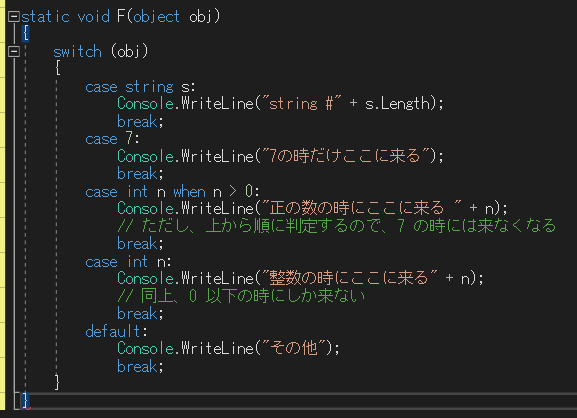 static void F(object obj)
{
    switch (obj)
    {
        case string s:
            Console.WriteLine("string #" + s.Length);
            break;
        case 7:
            Console.WriteLine("7の時だけここに来る");
            break;
        case int n when n > 0:
            Console.WriteLine("正の数の時にここに来る " + n);
            // ただし、上から順に判定するので、7 の時には来なくなる
            break;
        case int n:
            Console.WriteLine("整数の時にここに来る" + n);
            // 同上、0 以下の時にしか来ない
            break;
        default:
            Console.WriteLine("その他");
            break;
    }
}